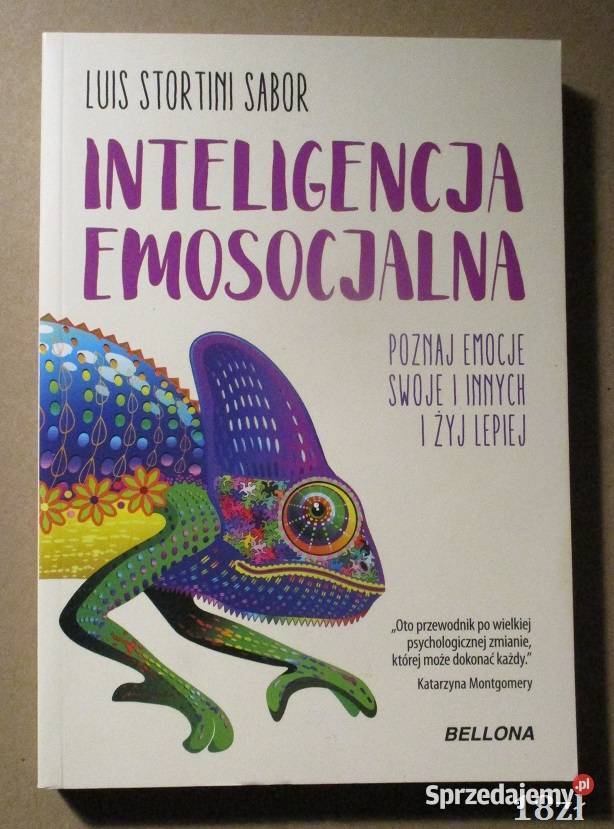 LUIS STORTINI SABOR
INTELIGENCJA
EMOSOCJALNA
POZNAJ EMOCJE
SWOJE I INNYCH
I ŻYJ LEPIEJ
„Oto przewodnik po wielkiej
psychologicznej zmianie,
której może dokonać każdy.”
Katarzyna Montgomery
BELLONA
Sprzedajemy.pl
18zł